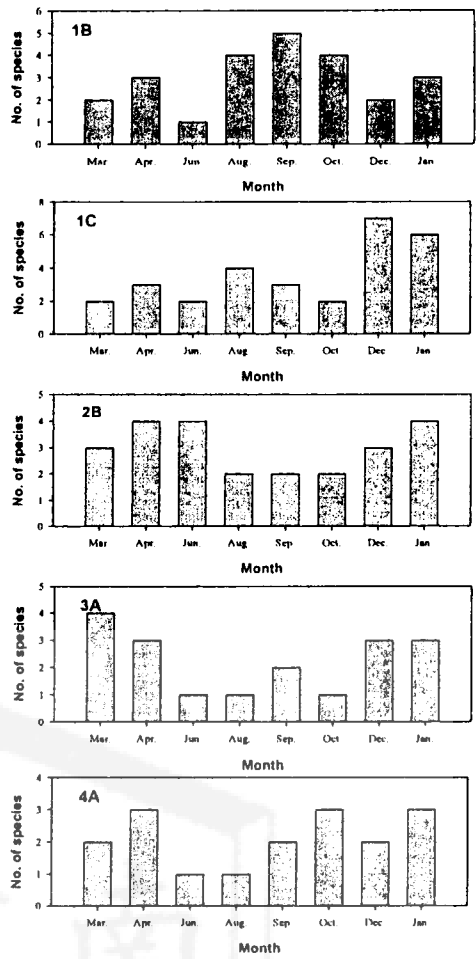 6
5
4
3
2
1
0
No. of species
1B
Mar. Apr. Jun. Aug. Sep. Oct. Dec. Jan.
Month
8
6
4
2
0
No. of species
1C
Mar. Apr. Jun. Aug. Sep. Oct. Dec. Jan.
Month
5
4
3
2
1
0
No. of species
2B
Mar. Apr. Jun. Aug. Sep. Oct. Dec. Jan.
Month
5
4
3
2
1
0
No. of species
3A
Mar. Apr. Jun. Aug. Sep. Oct. Dec. Jan.
Month
4
3
2
1
0
No. of species
4A
Mar. Apr. Jun. Aug. Sep. Oct. Dec. Jan.
Month